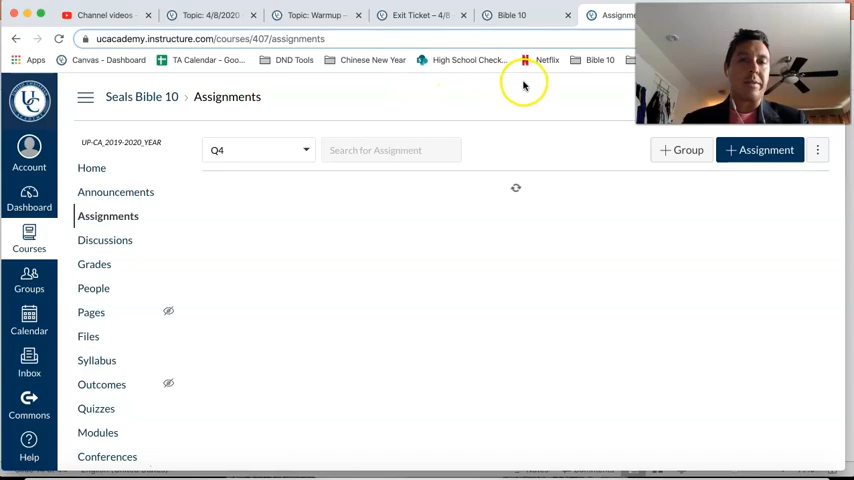 Channel videos - 
Topic: 4/8/2020
Topic: Warmup –
Exit Ticket – 4/8
Bible 10
Assignme
ucacademy.instructure.com/courses/407/assignments
Apps
Canvas - Dashboard
TA Calendar - Goo...
DND Tools
Chinese New Year
High School Check...
Netflix
Bible 10
UC
Seals Bible 10 › Assignments
UP-CA_2019-2020_YEAR
Q4
Search for Assignment
+ Group
+ Assignment
Account
Dashboard
Courses
Groups
Calendar
Inbox
Commons
Help
Home
Announcements
Assignments
Discussions
Grades
People
Pages
Files
Syllabus
Outcomes
Quizzes
Modules
Conferences